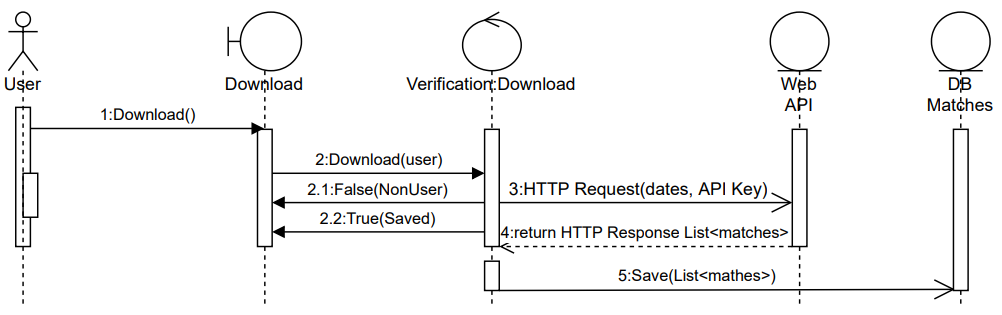 User
Download
Verification:Download
Web
API
DB
Matches
1:Download()
2:Download(user)
2.1:False(NonUser)
3:HTTP Request(dates, API Key)
2.2:True(Saved)
4:return HTTP Response List<matches>
5:Save(List<mathes>)